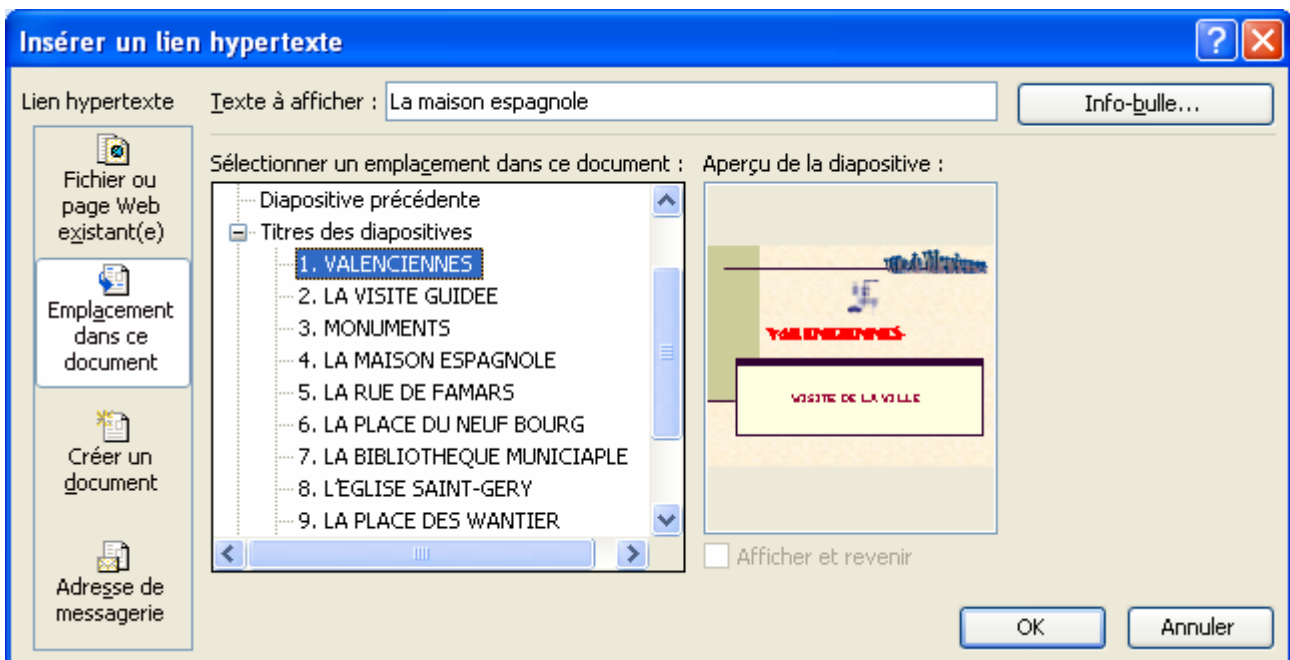 Insérer un lien hypertexte
Lien hypertexte
Texte à afficher : La maison espagnole
Info-bulle...
Fichier ou
page Web
existant(e)
Emplacement
dans ce
document
Créer un
document
Adresse de
messagerie
Sélectionner un emplacement dans ce document :
Diapositive précédente
Titres des diapositives
1. VALENCIENNES
2. LA VISITE GUIDEE
3. MONUMENTS
4. LA MAISON ESPAGNOLE
5. LA RUE DE FAMARS
6. LA PLACE DU NEUF BOURG
7. LA BIBLIOTHEQUE MUNICIAPLE
8. L'EGLISE SAINT-GERY
9. LA PLACE DES WANTIER
Aperçu de la diapositive :
VALENCIENNES
VISITE DE LA VILLE
Afficher et revenir
OK
Annuler